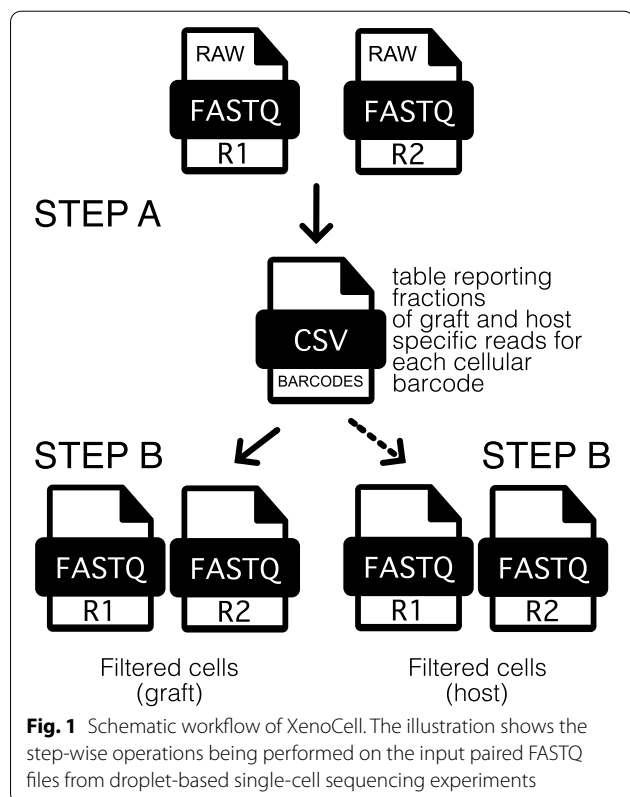 RAW
RAW
FASTQ
FASTQ
R1
R2
STEP A
table reporting
fractions
of graft and host
specific reads for
each cellular
barcode
CSV
BARCODES
STEP B
STEP B
FASTQ
FASTQ
FASTQ
FASTQ
R1
R2
R1
R2
Filtered cells
(graft)
Filtered cells
(host)
Fig. 1 Schematic workflow of XenoCell. The illustration shows the
step-wise operations being performed on the input paired FASTQ
files from droplet-based single-cell sequencing experiments